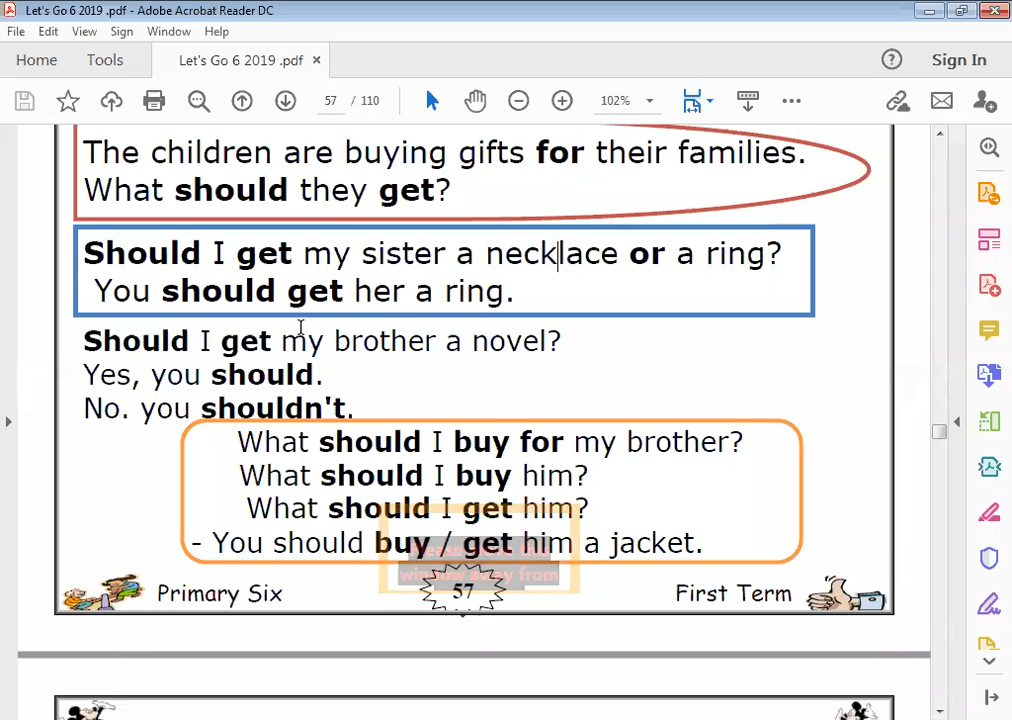 Let's Go 6 2019 .pdf - Adobe Acrobat Reader DC
File Edit View Sign Window Help
Home Tools Let's Go 6 2019 .pdf × ? Sign In
57 / 110 102%
The children are buying gifts for their families.
What should they get?
Should I get my sister a necklace or a ring?
You should get her a ring.
Should I get my brother a novel?
Yes, you should.
No. you shouldn't.
What should I buy for my brother?
What should I buy him?
What should I get him?
- You should buy / get him a jacket.
window away from
Primary Six 57 First Term